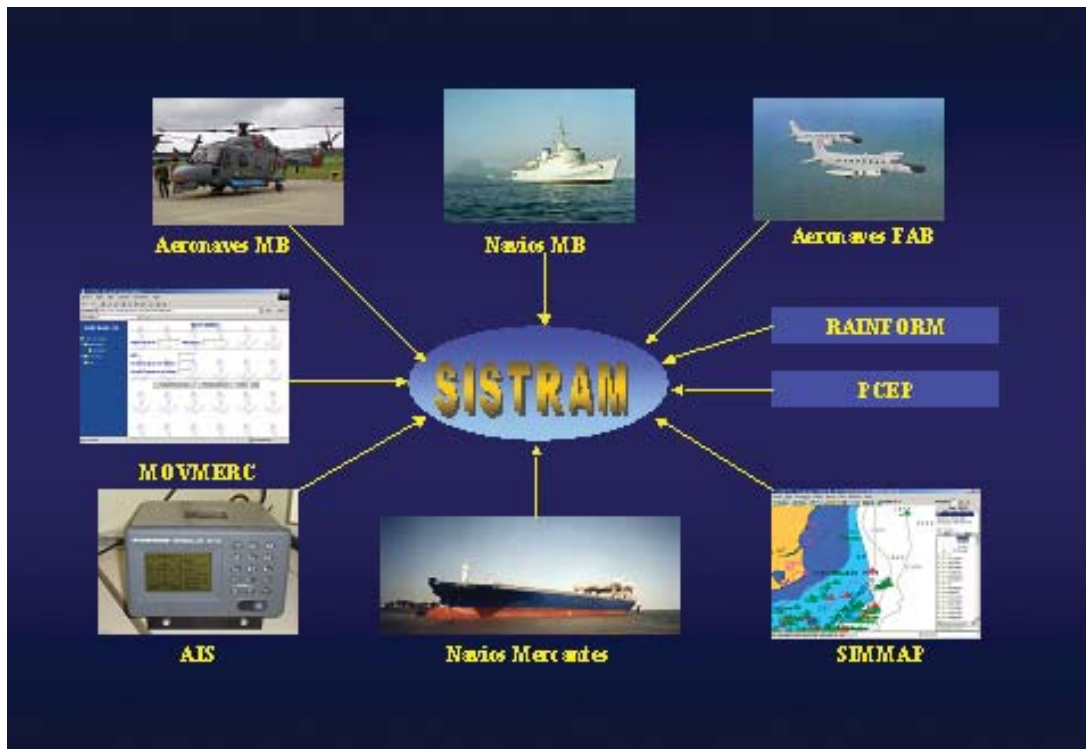 Aeronaves MB
Navios MB
Aeronaves FAB
RAINFORM
SISTRAM
PCEP
MOVMERC
AIS
Navios Mercantes
SIMMAP